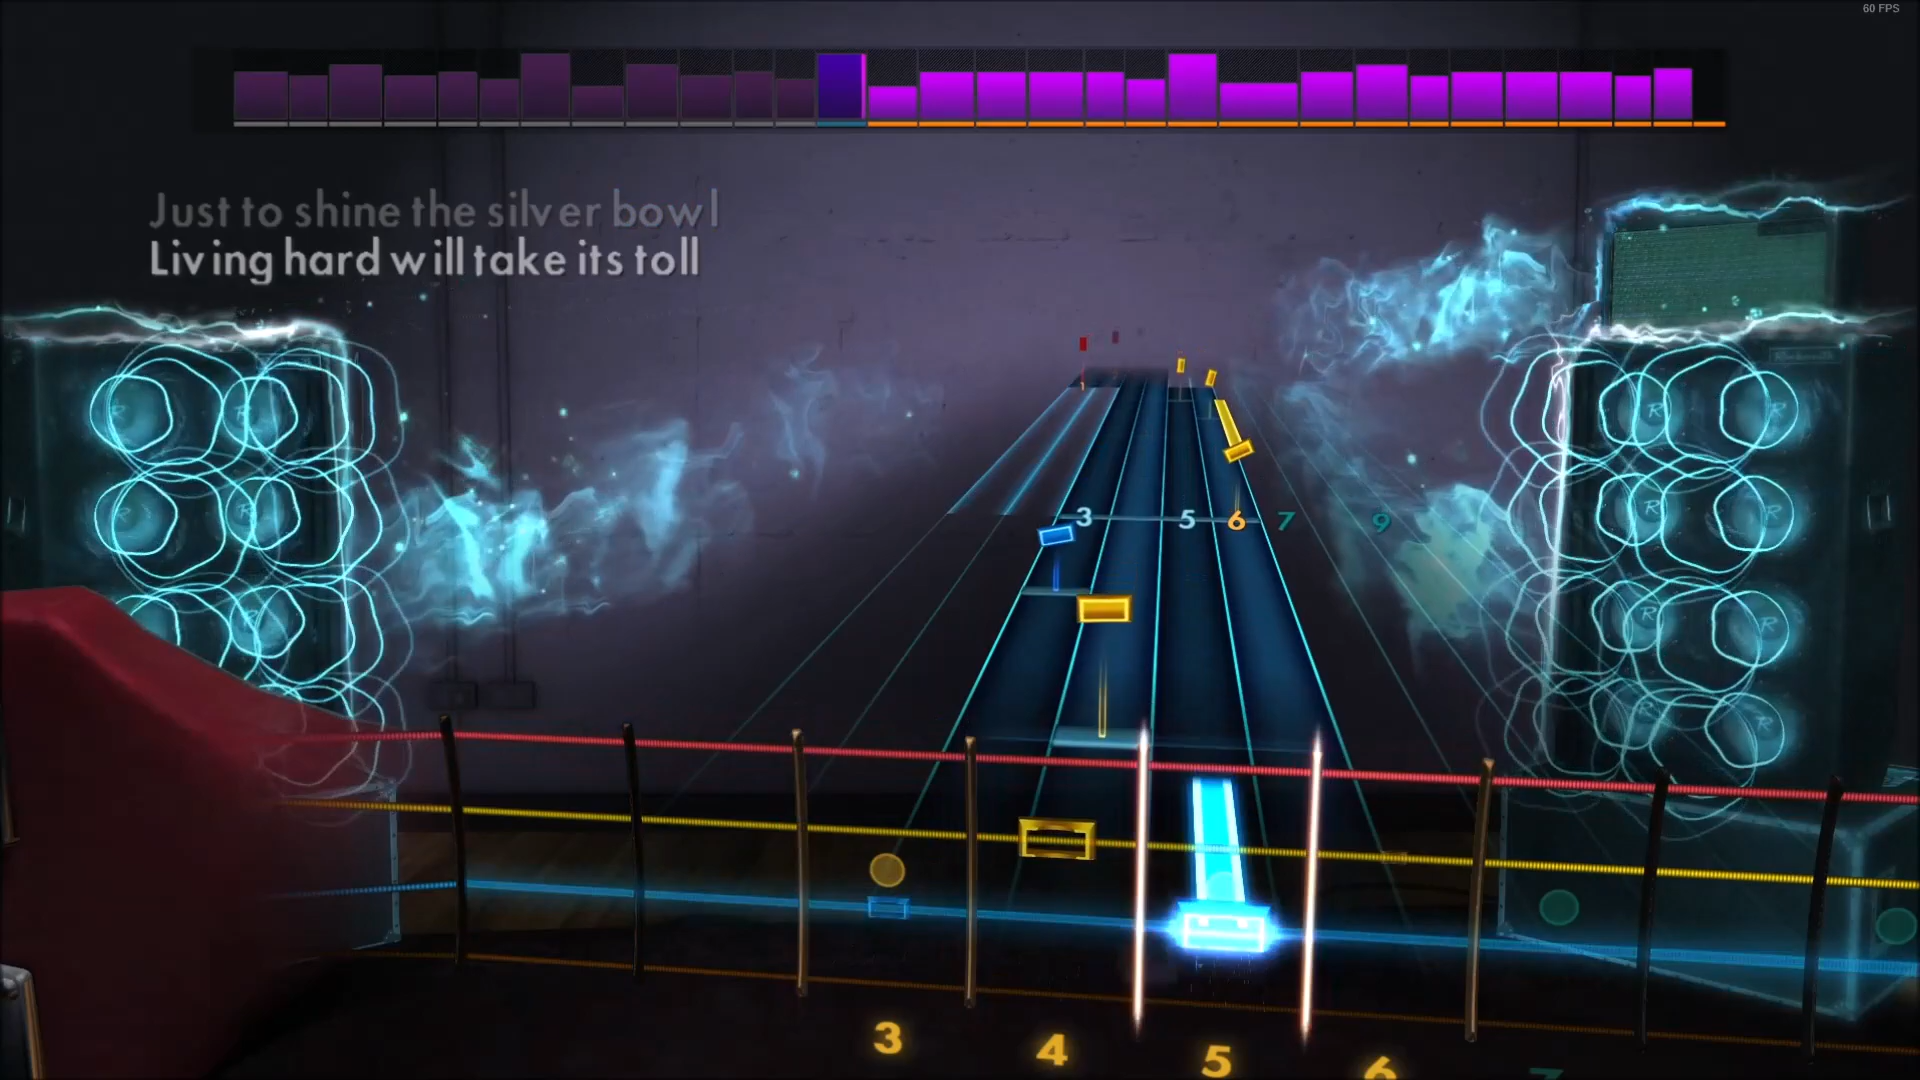 60 FPS
Just to shine the silver bowl
Living hard will take its toll
3 5 6 7 9
3 4 5 6 7